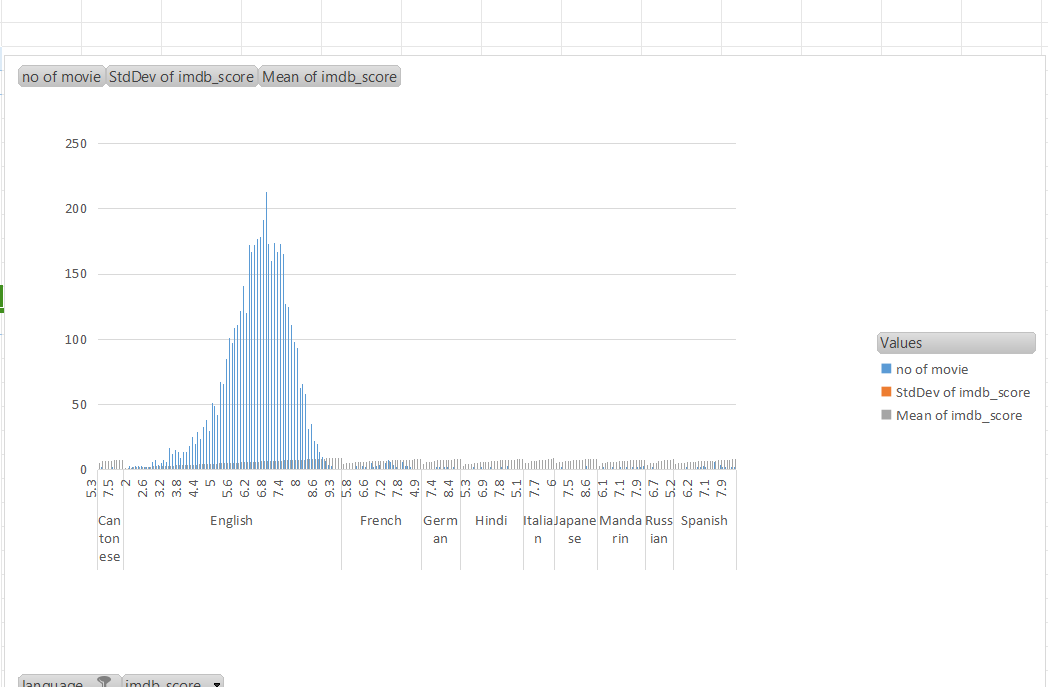 no of movie StdDev of imdb_score Mean of imdb_score
250
200
150
100
50
0
Values
no of movie
StdDev of imdb_score
Mean of imdb_score
5.3 7.5 2 2.6 3.2 3.8 4.4 5 5.6 6.2 6.8 7.4 8 8.6 9.3 5.8 6.6 7.2 7.8 4.9 7.4 8.4 5.3 6.9 7.8 5.1 7.7 6 7.5 8.6 6.1 7.1 7.9 6.7 5.2 6.2 7.1 7.9
Can English French Germ Hindi Italia Japane Manda Russ Spanish
ton an n se rin ian
ese
language imdb_score